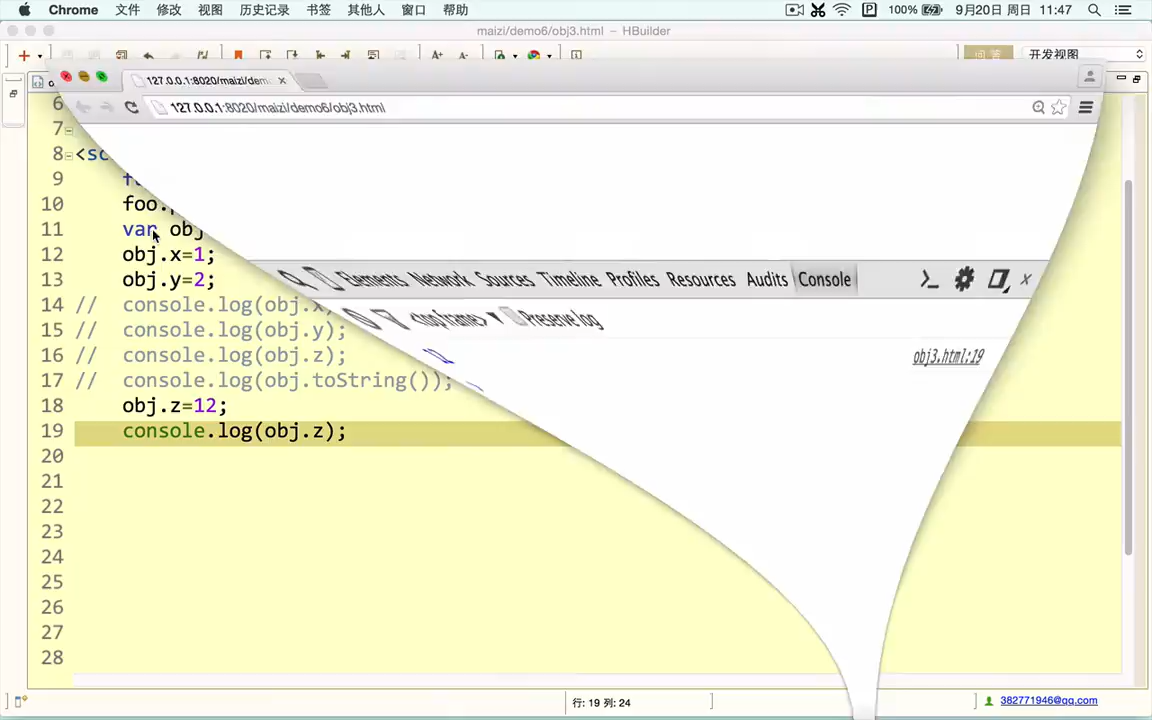 Chrome 文件 修改 视图 历史记录 书签 其他人 窗口 帮助 100% 9月20日 周日 11:47
maizi/demo6/obj3.html - HBuilder
开发视图
127.0.0.1:8020/maizi/dem
127.0.0.1:8020/maizi/demo6/obj3.html
6
7
8 <sc
9
10 foo.
11 var obj
12 obj.x=1;
13 obj.y=2;
14 // console.log(obj.x
15 // console.log(obj.y);
16 // console.log(obj.z);
17 // console.log(obj.toString());
18 obj.z=12;
19 console.log(obj.z);
20
21
22
23
24
25
26
27
28
Elements Network Sources Timeline Profiles Resources Audits Console
<top frame> Preserve log
obj3.html:19
行: 19 列: 24
382771946@qq.com